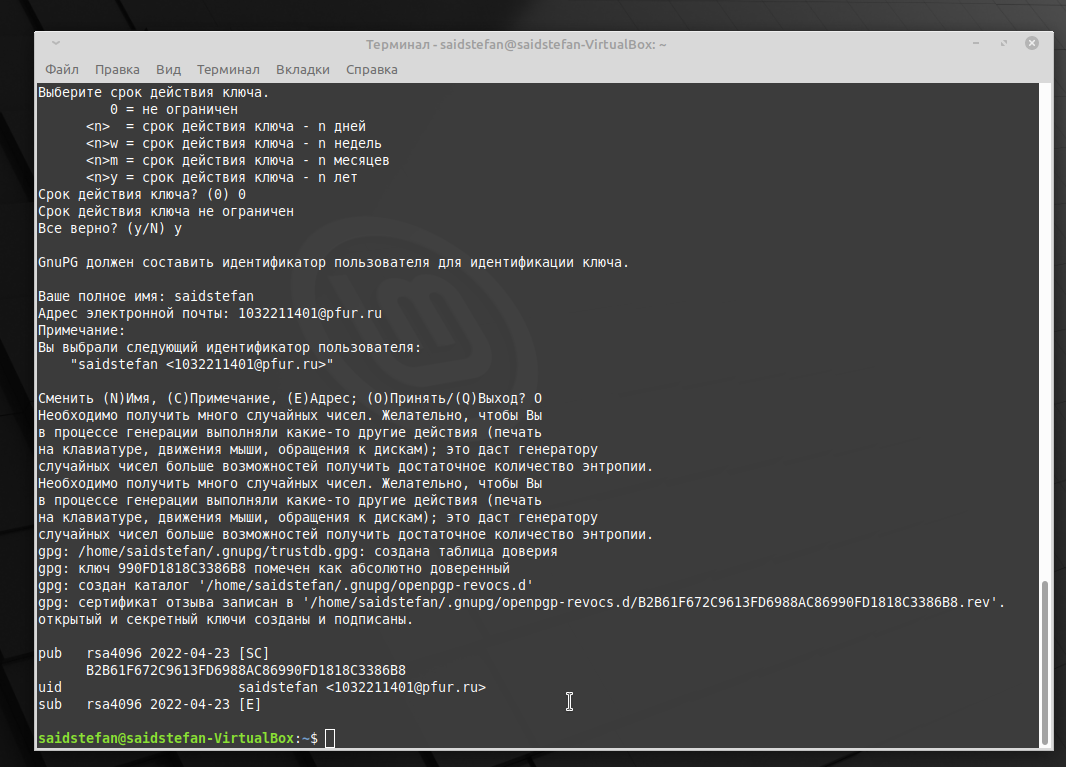 Терминал - saidstefan@saidstefan-VirtualBox: ~
Файл Правка Вид Терминал Вкладки Справка
Выберите срок действия ключа.
         0 = не ограничен
      <n>  = срок действия ключа - n дней
      <n>w = срок действия ключа - n недель
      <n>m = срок действия ключа - n месяцев
      <n>y = срок действия ключа - n лет
Срок действия ключа? (0) 0
Срок действия ключа не ограничен
Все верно? (y/N) y
GnuPG должен составить идентификатор пользователя для идентификации ключа.
Ваше полное имя: saidstefan
Адрес электронной почты: 1032211401@pfur.ru
Примечание:
Вы выбрали следующий идентификатор пользователя:
    "saidstefan <1032211401@pfur.ru>"
Сменить (N)Имя, (C)Примечание, (E)Адрес; (O)Принять/(Q)Выход? O
Необходимо получить много случайных чисел. Желательно, чтобы Вы
в процессе генерации выполняли какие-то другие действия (печать
на клавиатуре, движения мыши, обращения к дискам); это даст генератору
случайных чисел больше возможностей получить достаточное количество энтропии.
Необходимо получить много случайных чисел. Желательно, чтобы Вы
в процессе генерации выполняли какие-то другие действия (печать
на клавиатуре, движения мыши, обращения к дискам); это даст генератору
случайных чисел больше возможностей получить достаточное количество энтропии.
gpg: /home/saidstefan/.gnupg/trustdb.gpg: создана таблица доверия
gpg: ключ 990FD1818C3386B8 помечен как абсолютно доверенный
gpg: создан каталог '/home/saidstefan/.gnupg/openpgp-revocs.d'
gpg: сертификат отзыва записан в '/home/saidstefan/.gnupg/openpgp-revocs.d/B2B61F672C9613FD6988AC86990FD1818C3386B8.rev'.
открытый и секретный ключи созданы и подписаны.
pub   rsa4096 2022-04-23 [SC]
      B2B61F672C9613FD6988AC86990FD1818C3386B8
uid                      saidstefan <1032211401@pfur.ru>
sub   rsa4096 2022-04-23 [E]
saidstefan@saidstefan-VirtualBox:~$